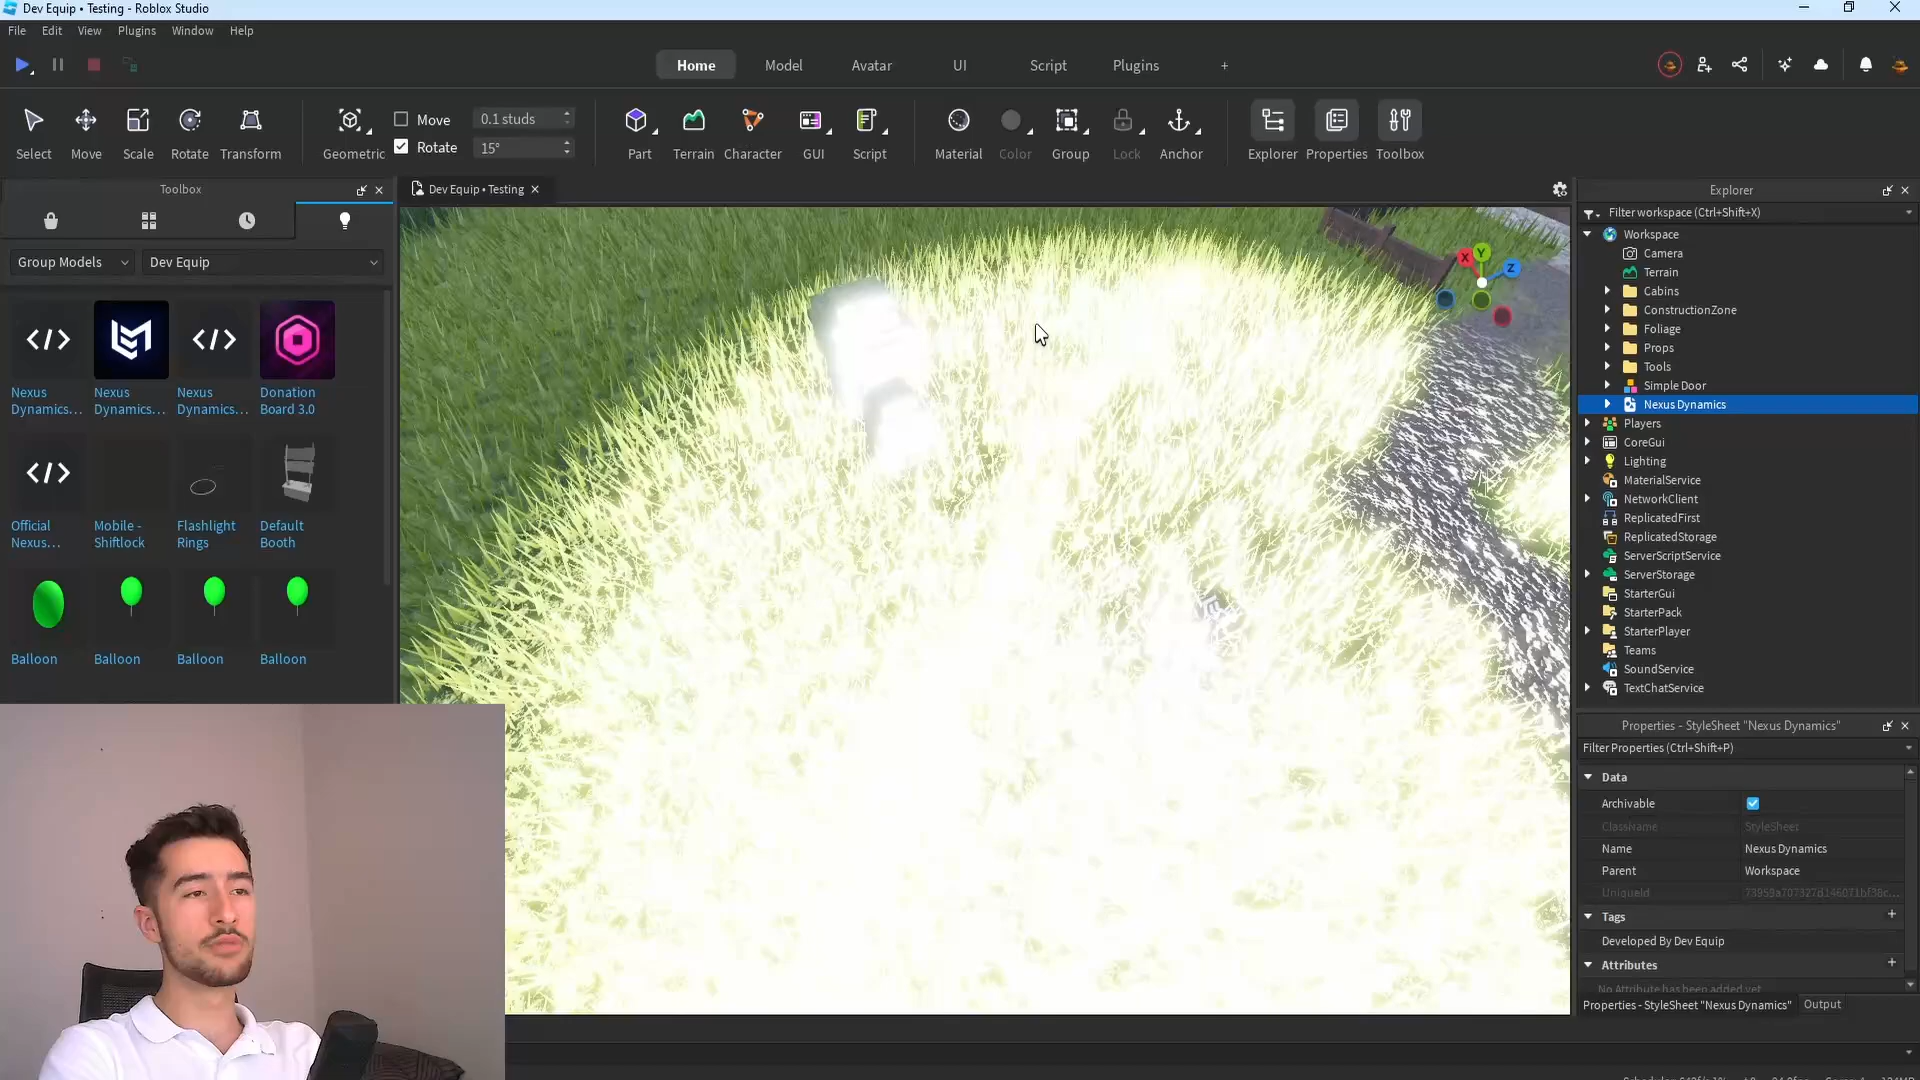 Dev Equip • Testing - Roblox Studio
File Edit View Plugins Window Help
Home Model Avatar UI Script Plugins +
Select Move Scale Rotate Transform Geometric
Move 0.1 studs
Rotate 15°
Part Terrain Character GUI Script Material Color Group Lock Anchor Explorer Properties Toolbox
Toolbox
Dev Equip • Testing
Explorer
Group Models
Dev Equip
Nexus Dynamics...
Nexus Dynamics...
Nexus Dynamics...
Donation Board 3.0
Official Nexus...
Mobile - Shiftlock
Flashlight Rings
Default Booth
Balloon
Balloon
Balloon
Balloon
X
Y
Z
Filter workspace (Ctrl+Shift+X)
Workspace
Camera
Terrain
Cabins
ConstructionZone
Foliage
Props
Tools
Simple Door
Nexus Dynamics
Players
CoreGui
Lighting
MaterialService
NetworkClient
ReplicatedFirst
ReplicatedStorage
ServerScriptService
ServerStorage
StarterGui
StarterPack
StarterPlayer
Teams
SoundService
TextChatService
Properties - StyleSheet "Nexus Dynamics"
Filter Properties (Ctrl+Shift+P)
Data
Archivable
ClassName StyleSheet
Name Nexus Dynamics
Parent Workspace
UniqueId
Tags +
Developed By Dev Equip
Attributes +
No Attribute has been added yet
Properties - StyleSheet "Nexus Dynamics" Output